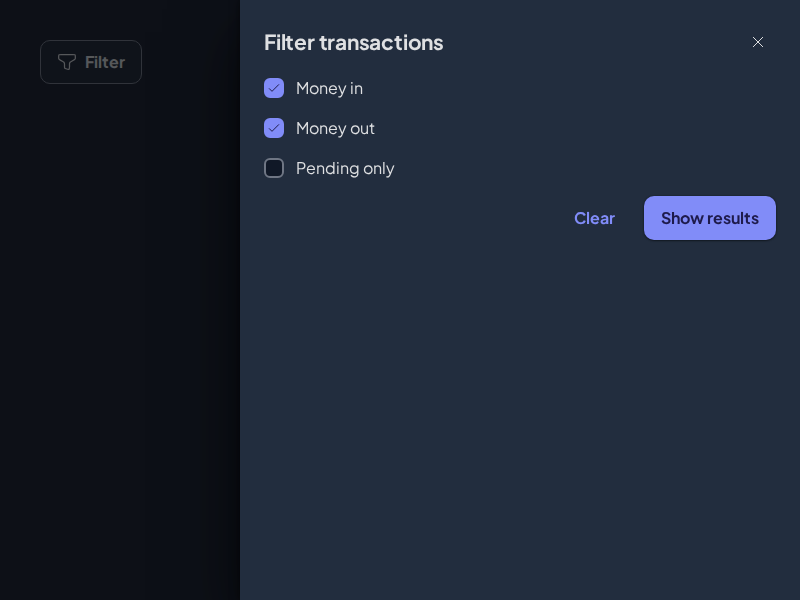 Filter
Filter transactions
Money in
Money out
Pending only
Clear
Show results